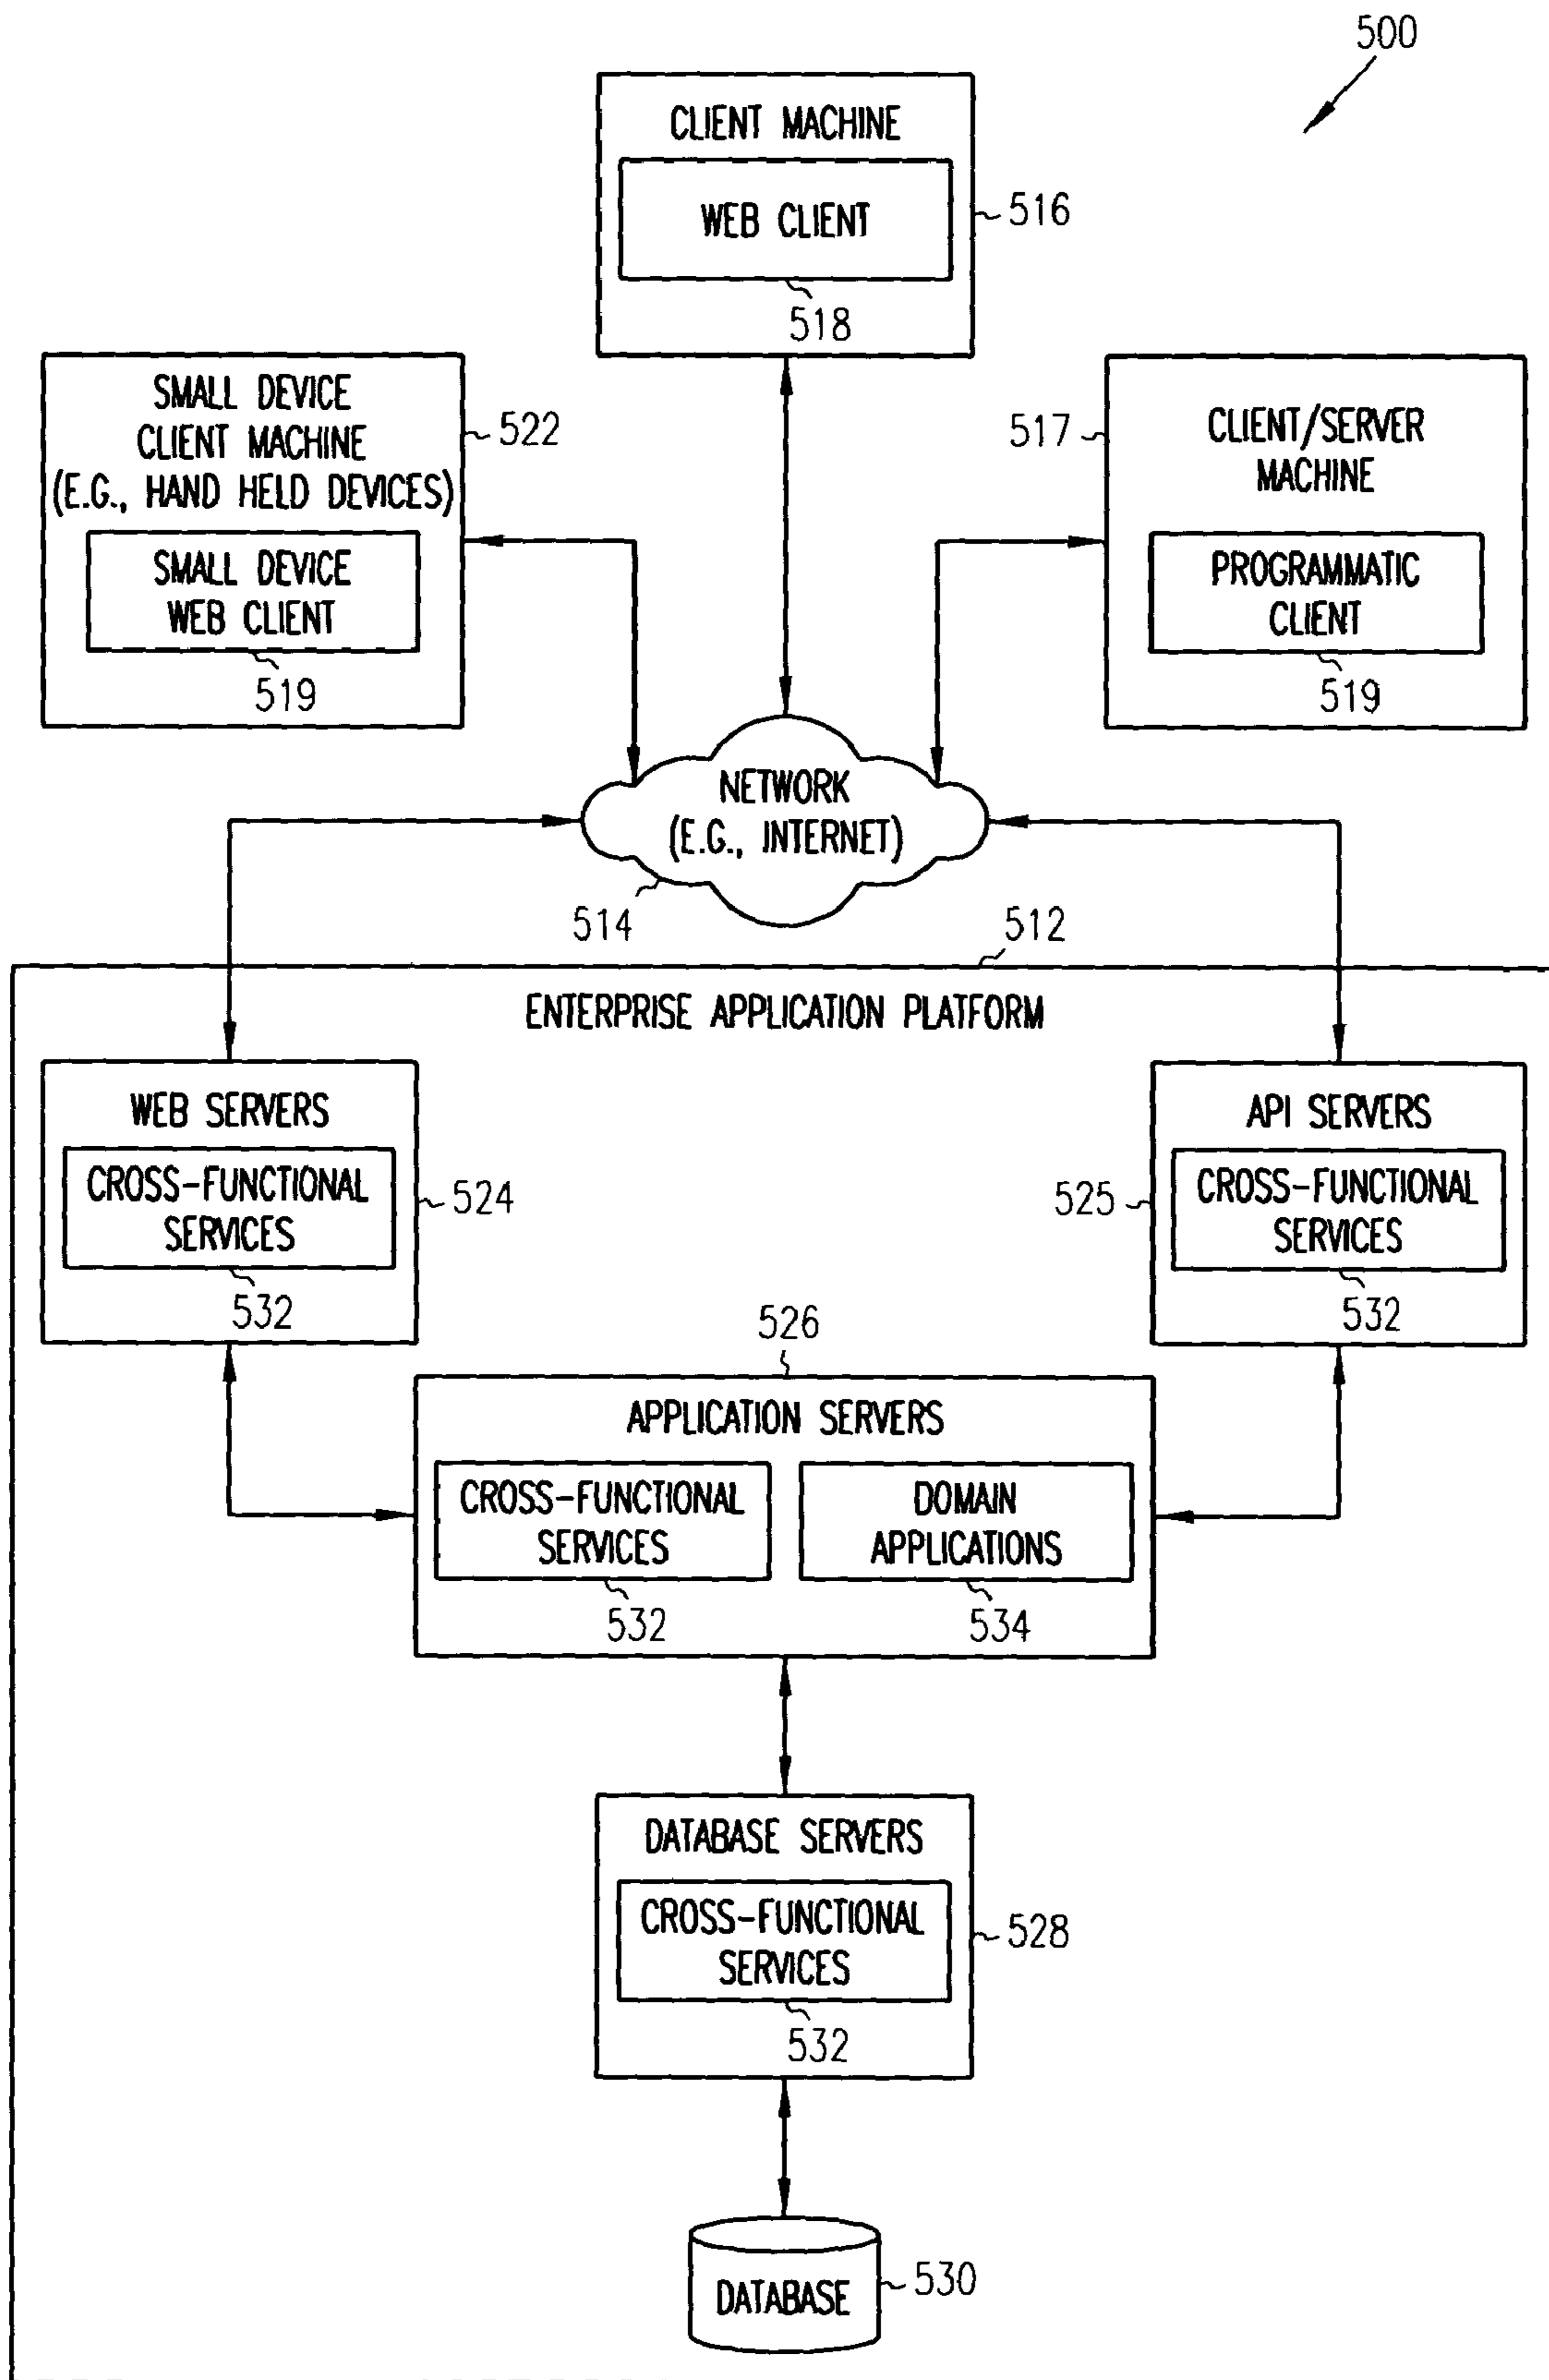 500
CLIENT MACHINE
WEB CLIENT
516
518
SMALL DEVICE
CLIENT MACHINE
(E.G., HAND HELD DEVICES)
522
SMALL DEVICE
WEB CLIENT
519
517
CLIENT/SERVER
MACHINE
PROGRAMMATIC
CLIENT
519
NETWORK
(E.G., INTERNET)
514
512
ENTERPRISE APPLICATION PLATFORM
WEB SERVERS
CROSS-FUNCTIONAL
SERVICES
524
532
API SERVERS
CROSS-FUNCTIONAL
SERVICES
525
532
526
APPLICATION SERVERS
CROSS-FUNCTIONAL
SERVICES
532
DOMAIN
APPLICATIONS
534
DATABASE SERVERS
CROSS-FUNCTIONAL
SERVICES
528
532
DATABASE
530